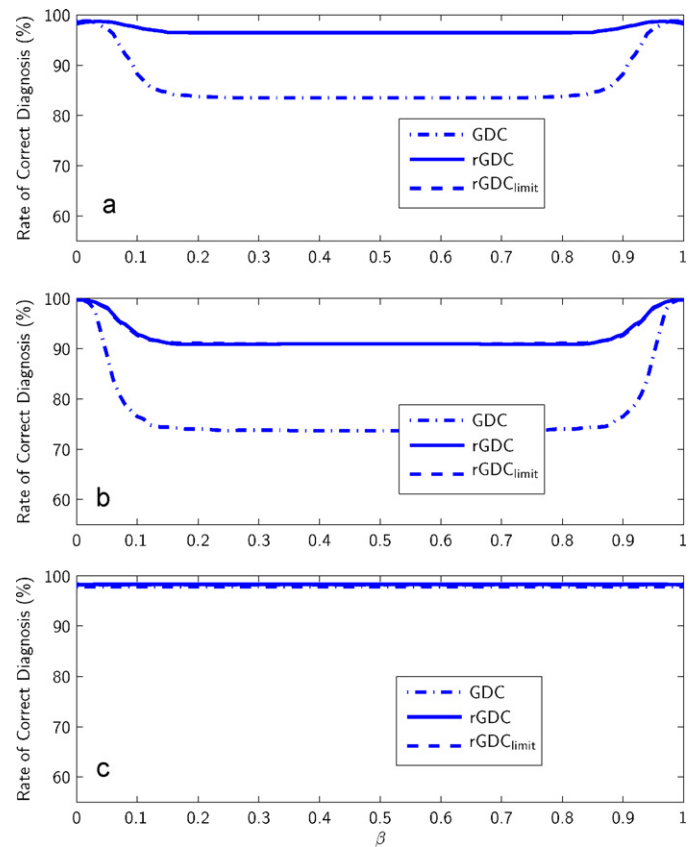 Rate of Correct Diagnosis (%)
100
90
80
70
60
a
GDC
rGDC
rGDClimit
0 0.1 0.2 0.3 0.4 0.5 0.6 0.7 0.8 0.9 1
Rate of Correct Diagnosis (%)
100
90
80
70
60
b
GDC
rGDC
rGDClimit
0 0.1 0.2 0.3 0.4 0.5 0.6 0.7 0.8 0.9 1
Rate of Correct Diagnosis (%)
100
90
80
70
60
c
GDC
rGDC
rGDClimit
0 0.1 0.2 0.3 0.4 0.5 0.6 0.7 0.8 0.9 1
β